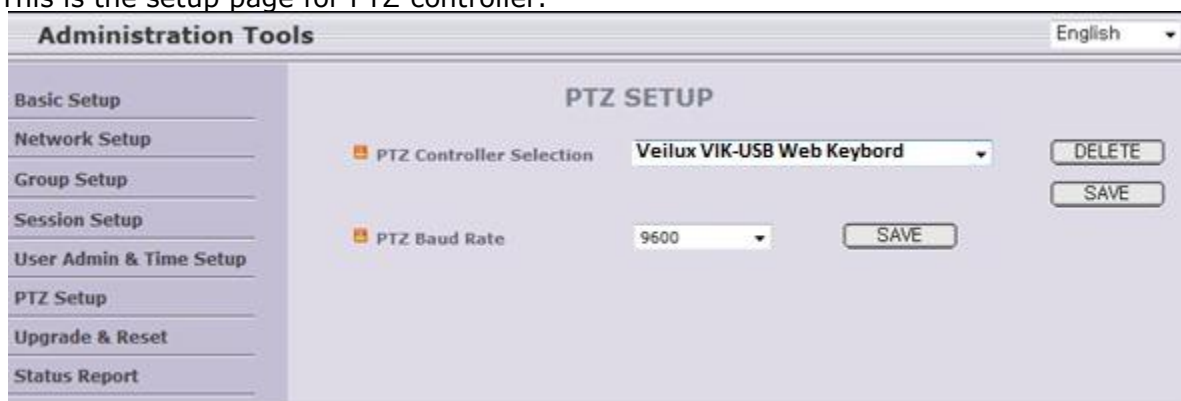 This is the setup page for PTZ controller.
Administration Tools
English
Basic Setup
Network Setup
Group Setup
Session Setup
User Admin & Time Setup
PTZ Setup
Upgrade & Reset
Status Report
PTZ SETUP
PTZ Controller Selection
Veilux VIK-USB Web Keybord
DELETE
SAVE
PTZ Baud Rate
9600
SAVE